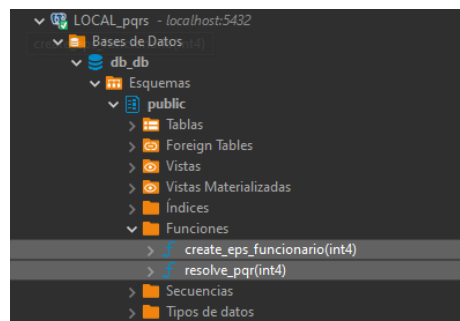 LOCAL_pqrs - localhost:5432
Bases de Datos
db_db
Esquemas
public
Tablas
Foreign Tables
Vistas
Vistas Materializadas
Índices
Funciones
create_eps_funcionario(int4)
resolve_pqr(int4)
Secuencias
Tipos de datos